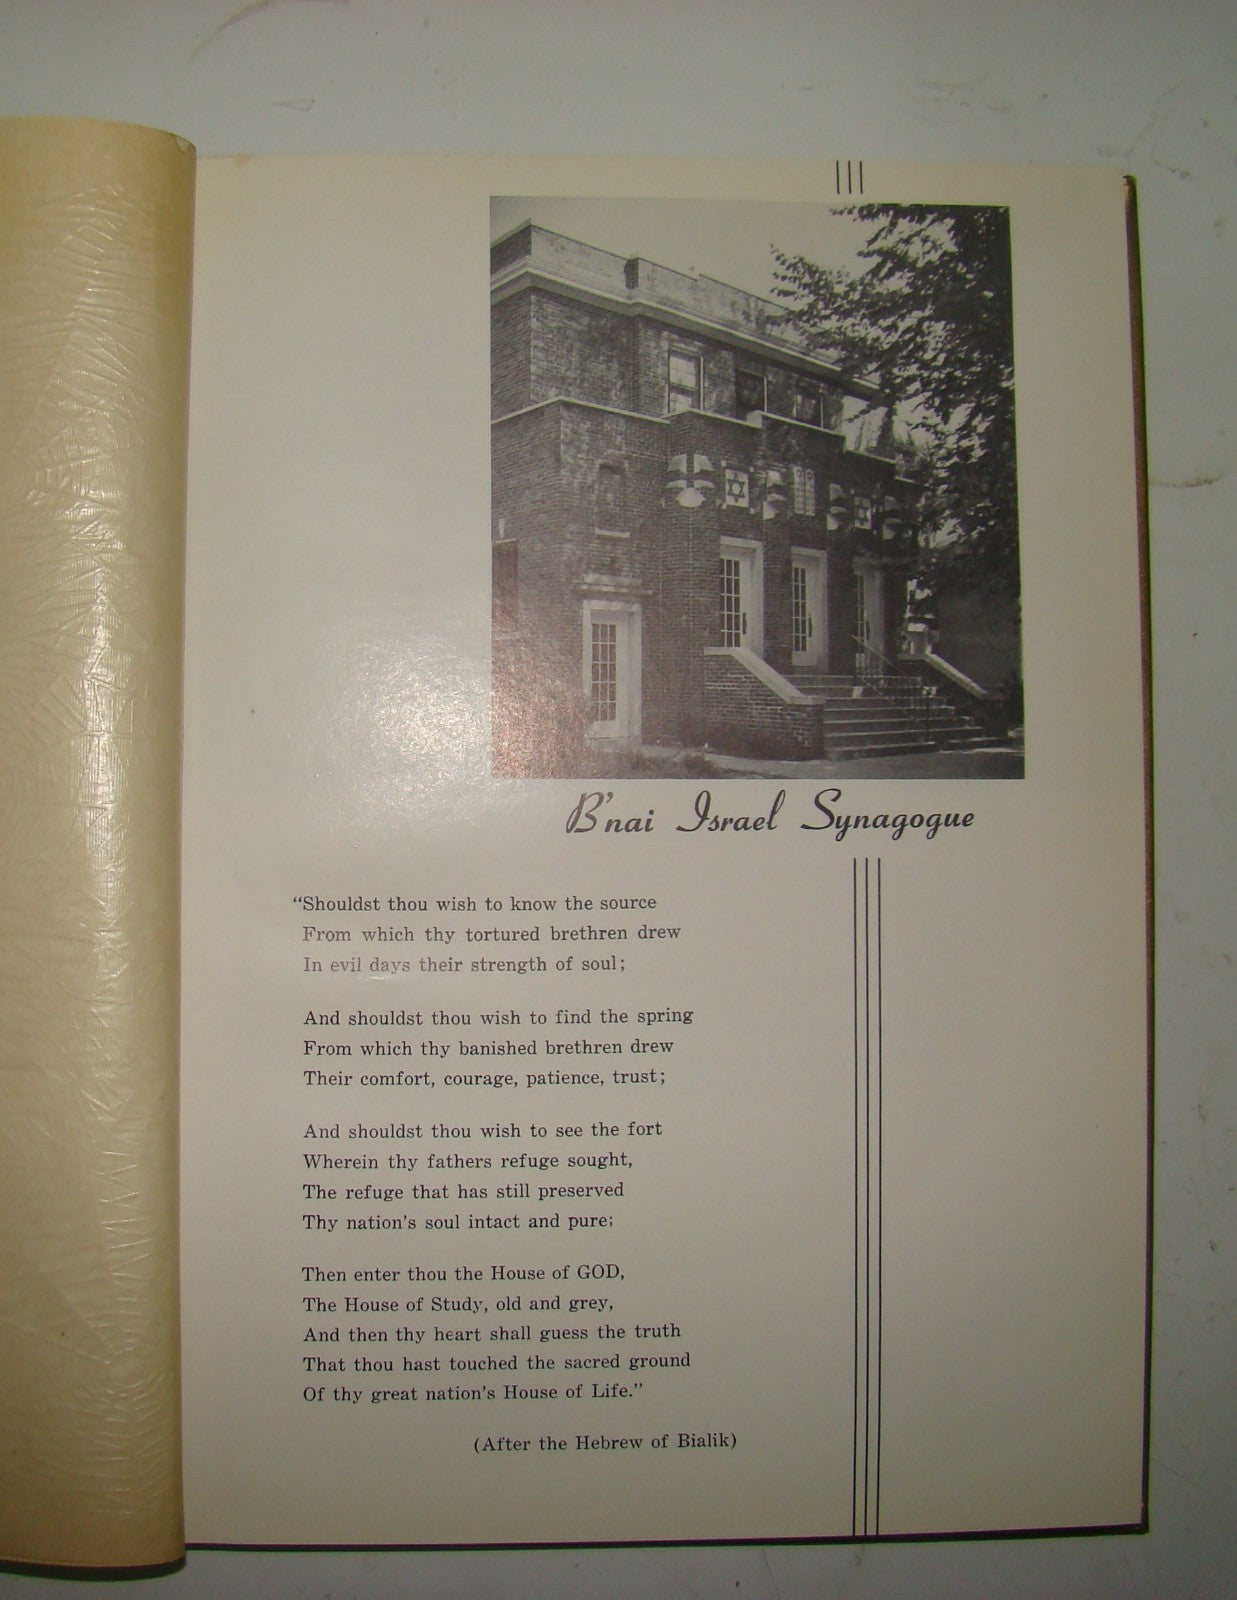 B'nai Israel Synagogue
“Shouldst thou wish to know the source
From which thy tortured brethren drew
In evil days their strength of soul;
And shouldst thou wish to find the spring
From which thy banished brethren drew
Their comfort, courage, patience, trust;
And shouldst thou wish to see the fort
Wherein thy fathers refuge sought,
The refuge that has still preserved
Thy nation's soul intact and pure;
Then enter thou the House of GOD,
The House of Study, old and grey,
And then thy heart shall guess the truth
That thou hast touched the sacred ground
Of thy great nation's House of Life.”
(After the Hebrew of Bialik)